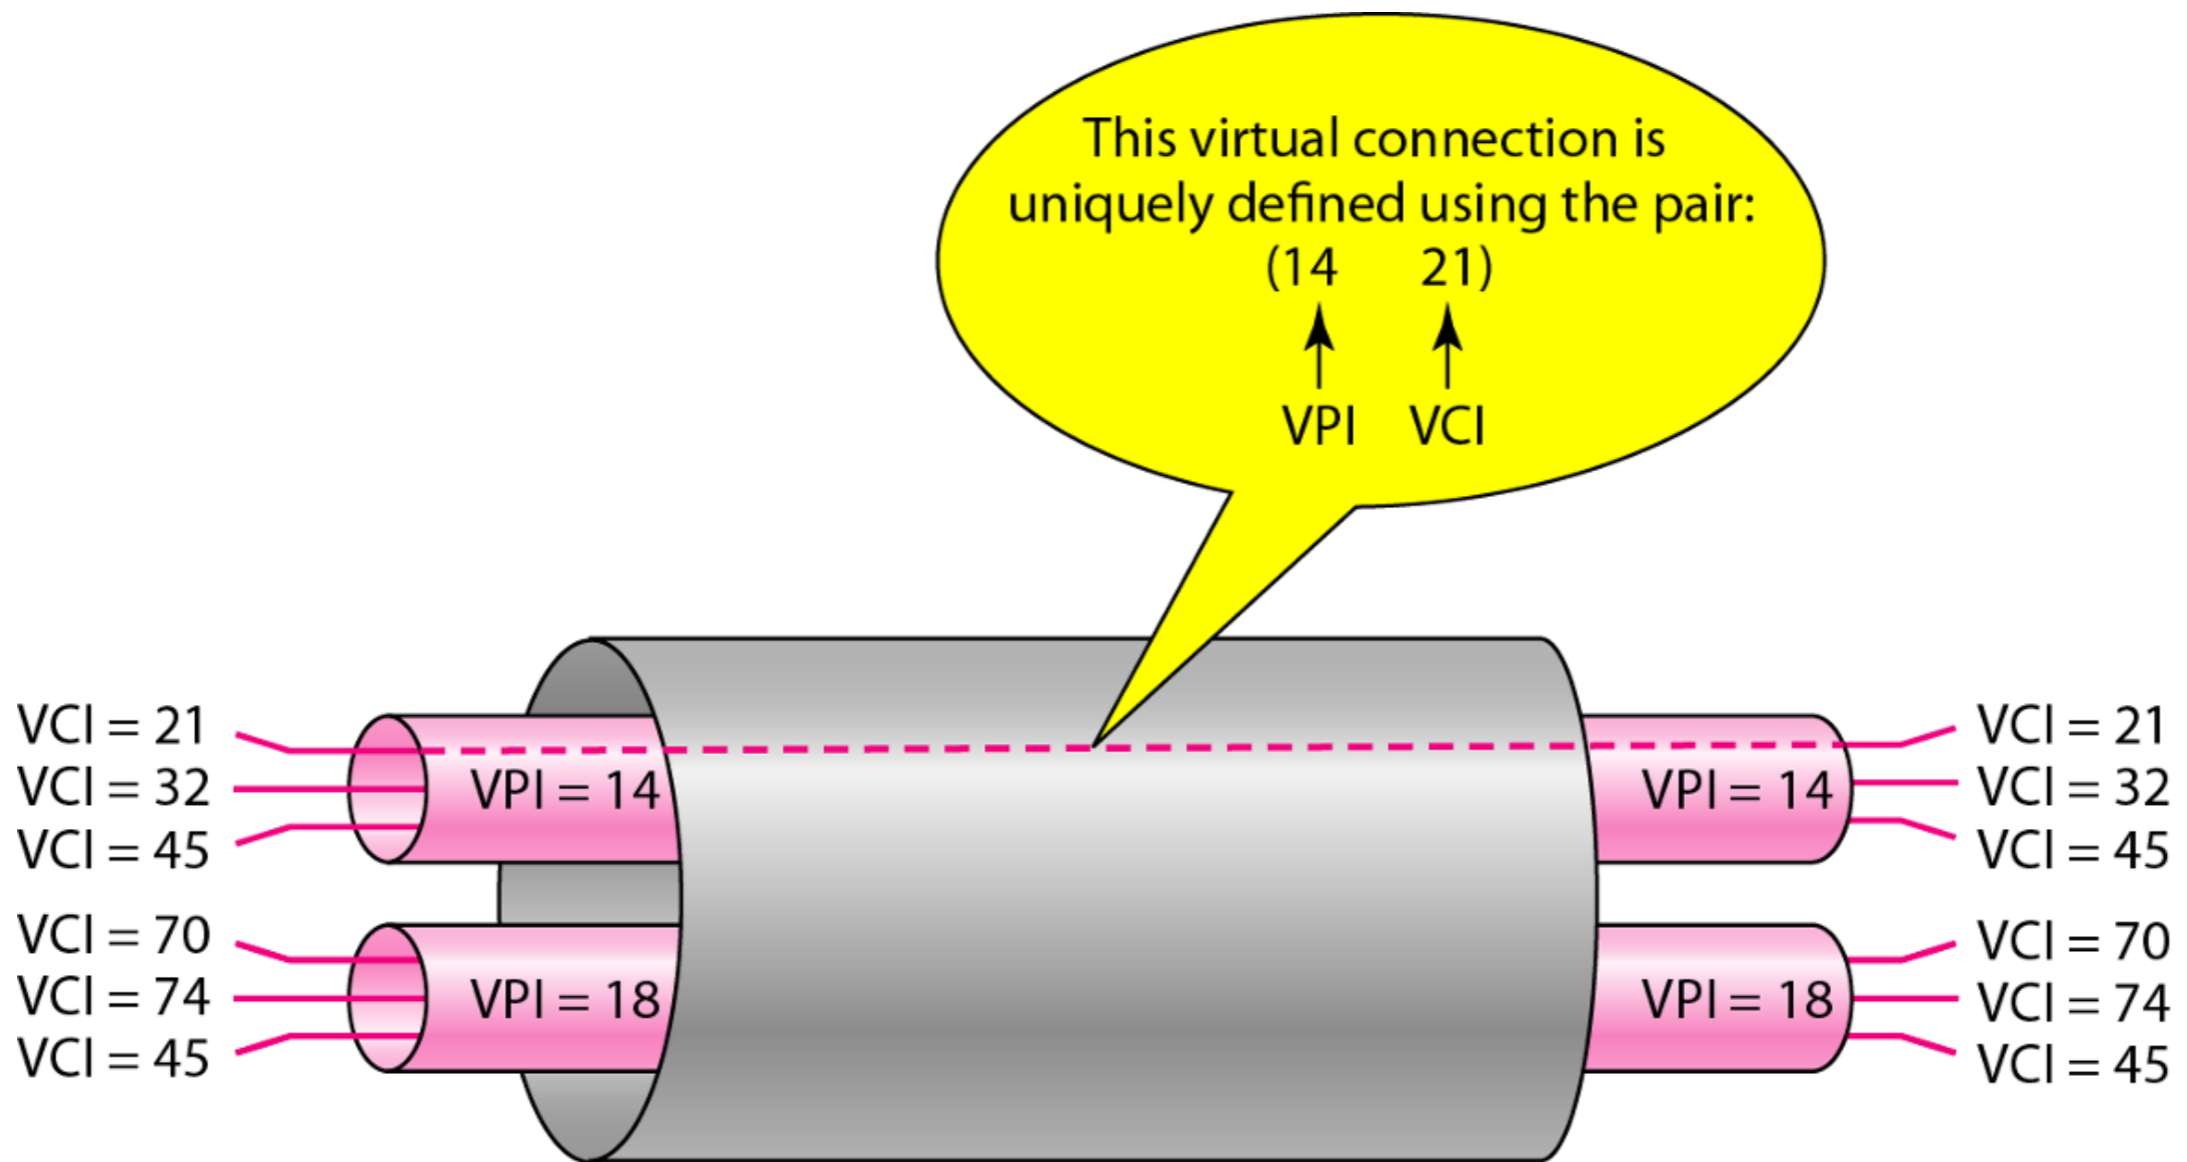 This virtual connection is
uniquely defined using the pair:
(14 21)
VPI VCI
VCI = 21
VCI = 32
VCI = 45
VPI = 14
VCI = 70
VCI = 74
VCI = 45
VPI = 18
VPI = 14
VCI = 21
VCI = 32
VCI = 45
VPI = 18
VCI = 70
VCI = 74
VCI = 45